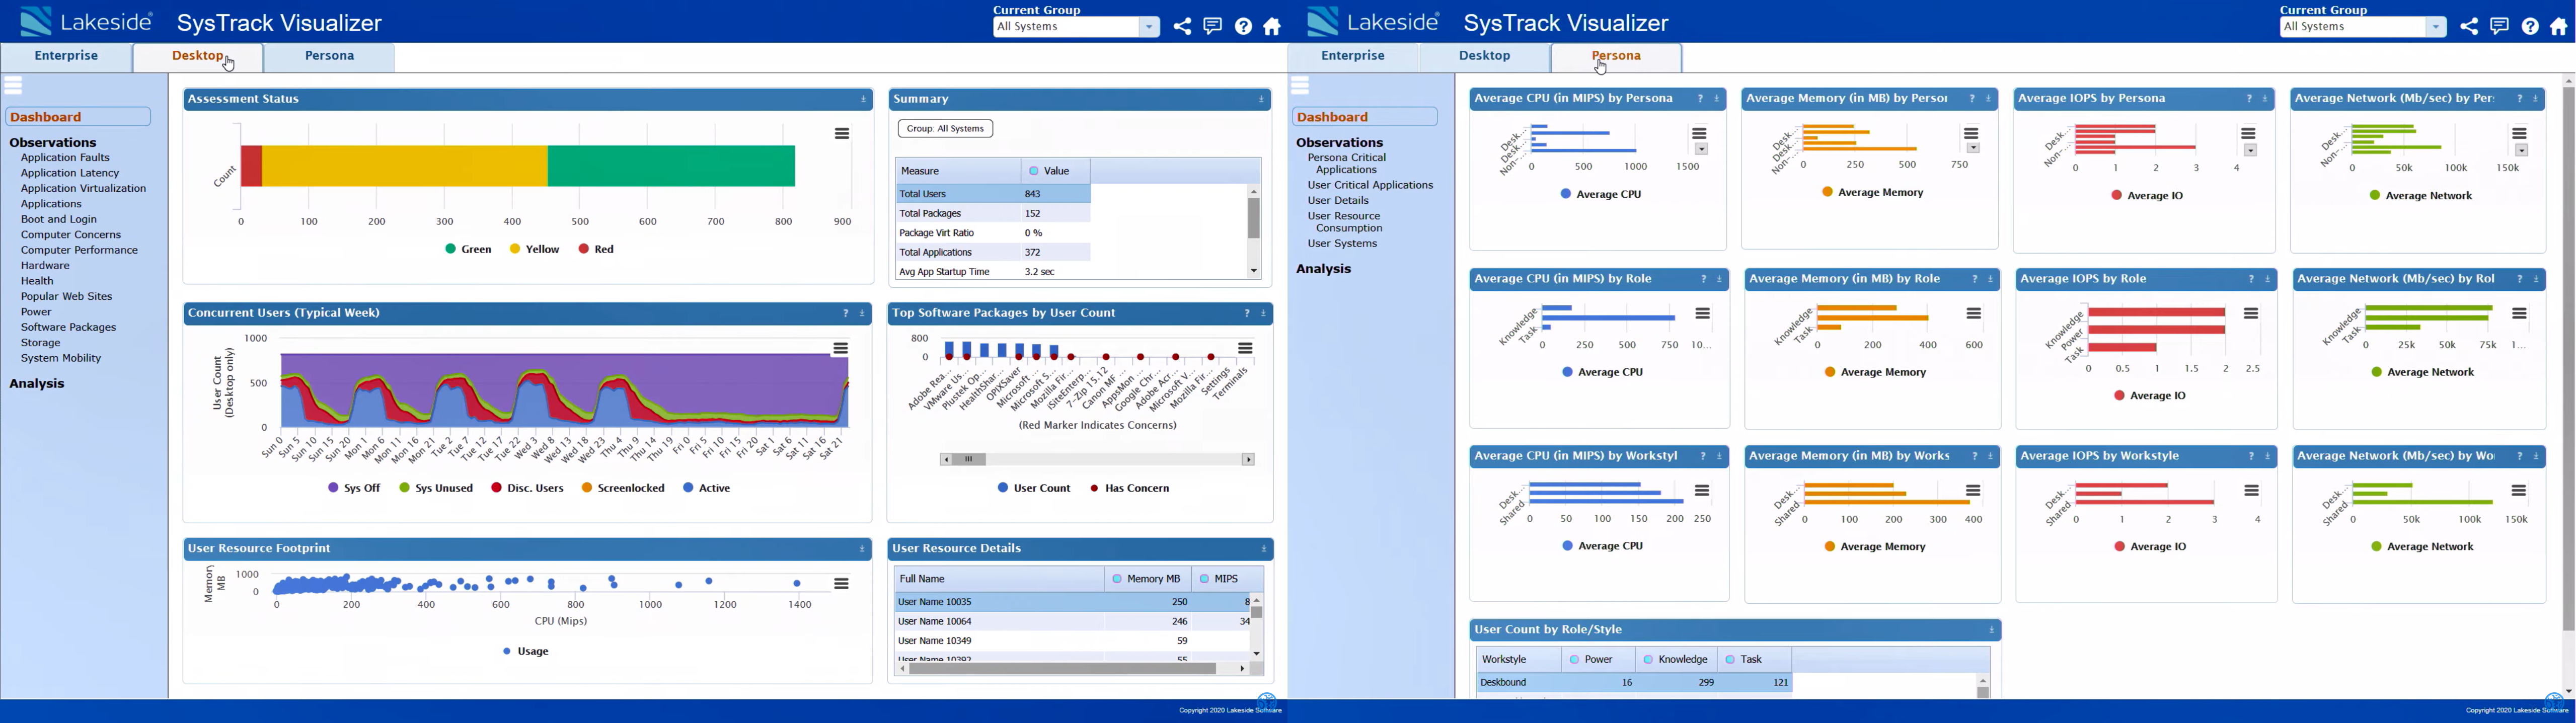 Lakeside® SysTrack Visualizer
Current Group
All Systems
Enterprise Desktop Persona
Dashboard
Observations
Application Faults
Application Latency
Application Virtualization
Applications
Boot and Login
Computer Concerns
Computer Performance
Hardware
Health
Popular Web Sites
Power
Software Packages
Storage
System Mobility
Analysis
Assessment Status
Count
0 100 200 300 400 500 600 700 800 900
Green Yellow Red
Summary
Group: All Systems
Measure Value
Total Users 843
Total Packages 152
Package Virt Ratio 0 %
Total Applications 372
Avg App Startup Time 3.2 sec
Concurrent Users (Typical Week) ?
User Count
(Desktop only)
1000
500
0
Sun 0 Sun 5 Sun 10 Sun 15 Sun 20 Mon 1 Mon 6 Mon 11 Mon 16 Mon 21 Tue 2 Tue 7 Tue 12 Tue 17 Tue 22 Wed 3 Wed 8 Wed 13 Wed 18 Wed 23 Thu 4 Thu 9 Thu 14 Thu 19 Fri 0 Fri 5 Fri 10 Fri 15 Fri 20 Sat 1 Sat 6 Sat 11 Sat 16 Sat 21
Sys Off Sys Unused Disc. Users Screenlocked Active
Top Software Packages by User Count ?
800
0
Adobe Rea... VMware Us... Plustek Op... HealthShar... OPIXSaver Microsoft ... Microsoft S... Mozilla Fir... iSiteEnterp... 7-Zip 15.12 Canon MF ... AppsMon ... Google Chr... Adobe Acr... Microsoft V... Mozilla Fir... Settings Terminals
(Red Marker Indicates Concerns)
User Count Has Concern
User Resource Footprint
Memory
MB
1000
0
0 200 400 600 800 1000 1200 1400
CPU (Mips)
Usage
User Resource Details
Full Name Memory MB MIPS
User Name 10035 250 8
User Name 10064 246 34
User Name 10349 59
User Name 10392 55
Copyright 2020 Lakeside Software
Lakeside® SysTrack Visualizer
Current Group
All Systems
Enterprise Desktop Persona
Dashboard
Observations
Persona Critical
Applications
User Critical Applications
User Details
User Resource
Consumption
User Systems
Analysis
Average CPU (in MIPS) by Persona ?
Desk...
Desk...
Non-...
0 500 1000 1500
Average CPU
Average Memory (in MB) by Persor ?
Desk...
Desk...
Non-...
0 250 500 750
Average Memory
Average IOPS by Persona ?
Desk...
Non-...
0 1 2 3 4
Average IO
Average Network (Mb/sec) by Per: ?
Desk...
Non-...
0 50k 100k 150k
Average Network
Average CPU (in MIPS) by Role ?
Knowledge
Task
0 250 500 750 10...
Average CPU
Average Memory (in MB) by Role ?
Knowledge
Task
0 200 400 600
Average Memory
Average IOPS by Role ?
Knowledge
Power
Task
0 0.5 1 1.5 2 2.5
Average IO
Average Network (Mb/sec) by Rol ?
Knowledge
Task
0 25k 50k 75k 1...
Average Network
Average CPU (in MIPS) by Workstyl ?
Desk...
Shared
0 50 100 150 200 250
Average CPU
Average Memory (in MB) by Works ?
Desk...
Shared
0 100 200 300 400
Average Memory
Average IOPS by Workstyle ?
Desk...
Shared
0 1 2 3 4
Average IO
Average Network (Mb/sec) by Wo ?
Desk...
Shared
0 50k 100k 150k
Average Network
User Count by Role/Style
Workstyle Power Knowledge Task
Deskbound 16 299 121
Copyright 2020 Lakeside Software